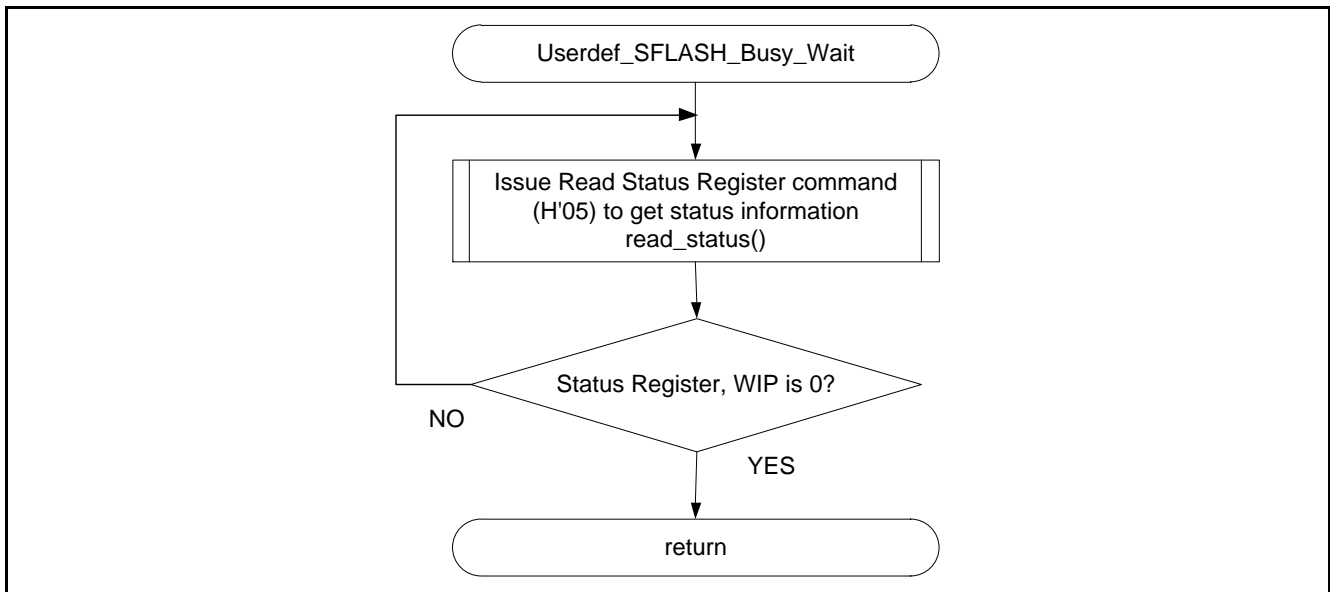 Userdef_SFLASH_Busy_Wait
Issue Read Status Register command
(H'05) to get status information
read_status()
Status Register, WIP is 0?
NO
YES
return